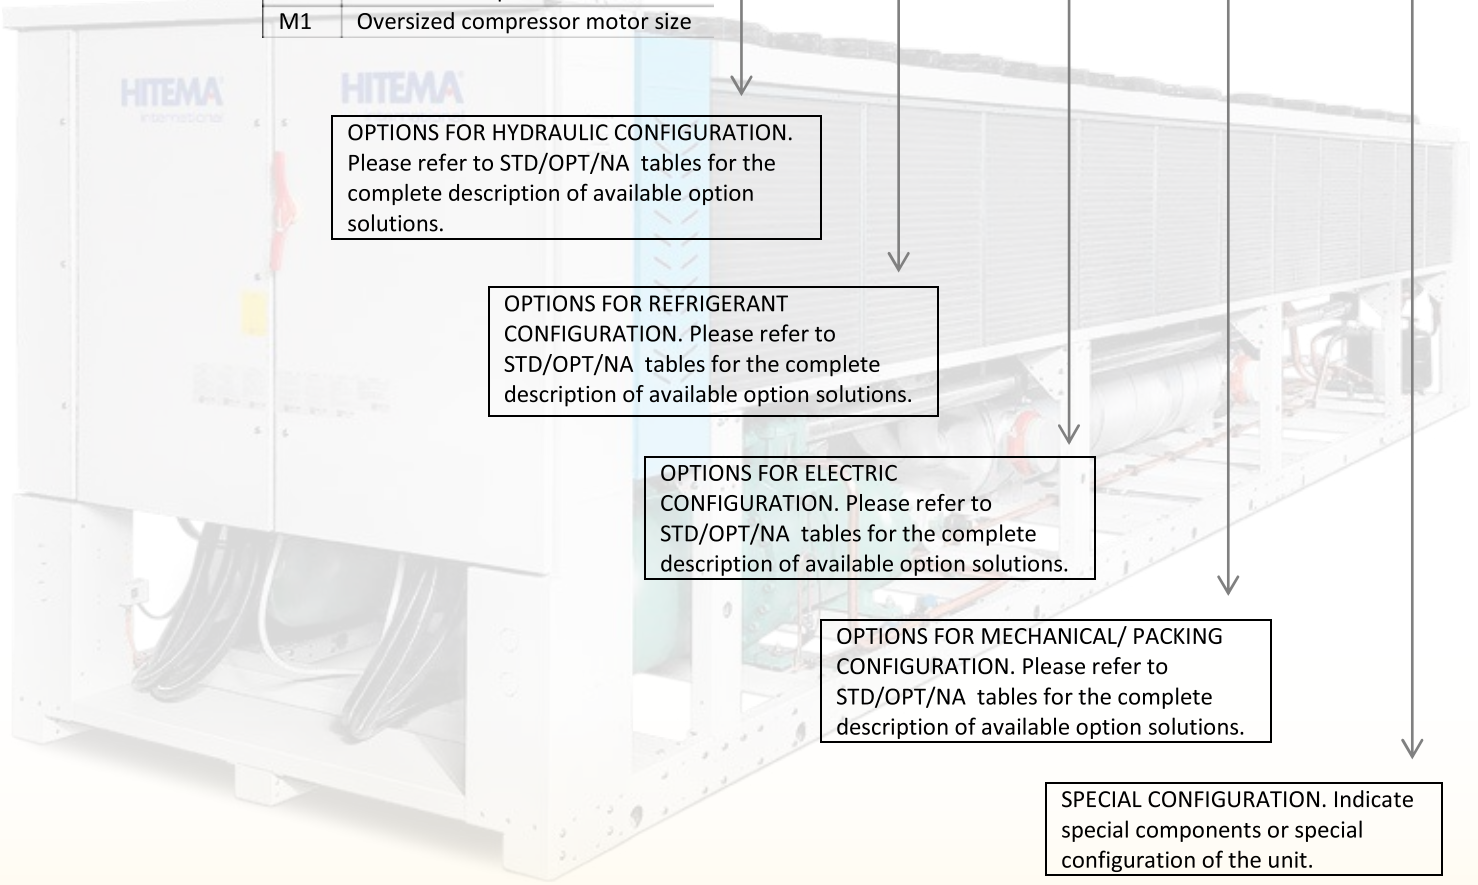 M1 Oversized compressor motor size
HITEMA
international
HITEMA
OPTIONS FOR HYDRAULIC CONFIGURATION.
Please refer to STD/OPT/NA tables for the
complete description of available option
solutions.
OPTIONS FOR REFRIGERANT
CONFIGURATION. Please refer to
STD/OPT/NA tables for the complete
description of available option solutions.
OPTIONS FOR ELECTRIC
CONFIGURATION. Please refer to
STD/OPT/NA tables for the complete
description of available option solutions.
OPTIONS FOR MECHANICAL/ PACKING
CONFIGURATION. Please refer to
STD/OPT/NA tables for the complete
description of available option solutions.
SPECIAL CONFIGURATION. Indicate
special components or special
configuration of the unit.